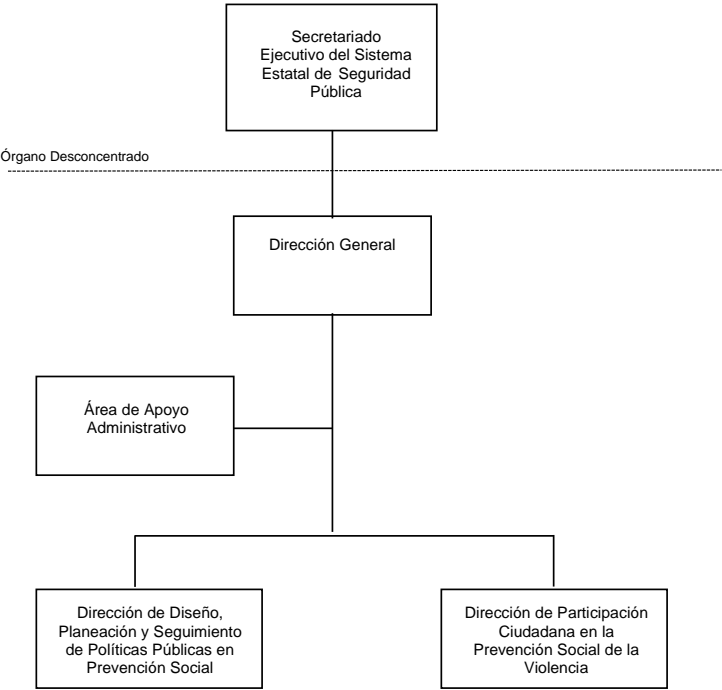 Secretariado
Ejecutivo del Sistema
Estatal de Seguridad
Pública
Órgano Desconcentrado
Dirección General
Área de Apoyo
Administrativo
Dirección de Diseño,
Planeación y Seguimiento
de Políticas Públicas en
Prevención Social
Dirección de Participación
Ciudadana en la
Prevención Social de la
Violencia